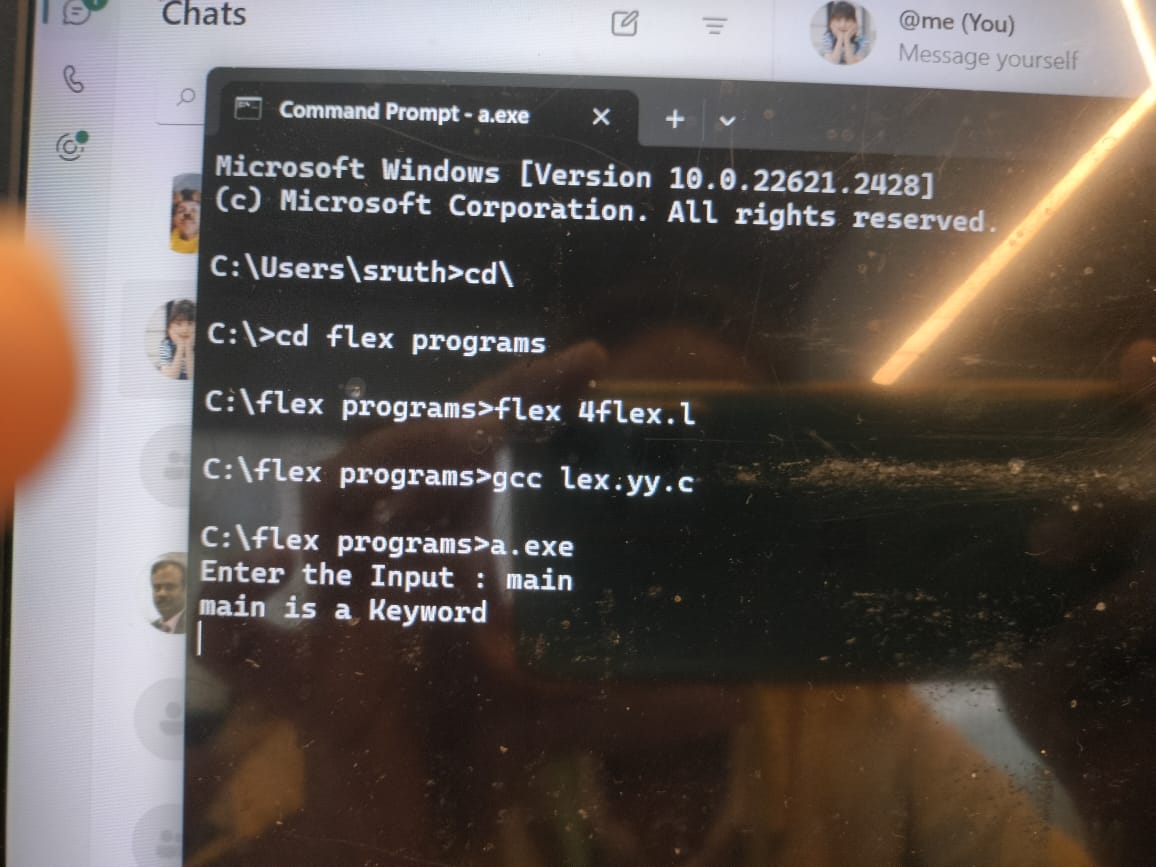 Chats
@me (You)
Message yourself
Command Prompt - a.exe
Microsoft Windows [Version 10.0.22621.2428]
(c) Microsoft Corporation. All rights reserved.
C:\Users\sruth>cd\
C:\>cd flex programs
C:\flex programs>flex 4flex.l
C:\flex programs>gcc lex.yy.c
C:\flex programs>a.exe
Enter the Input : main
main is a Keyword